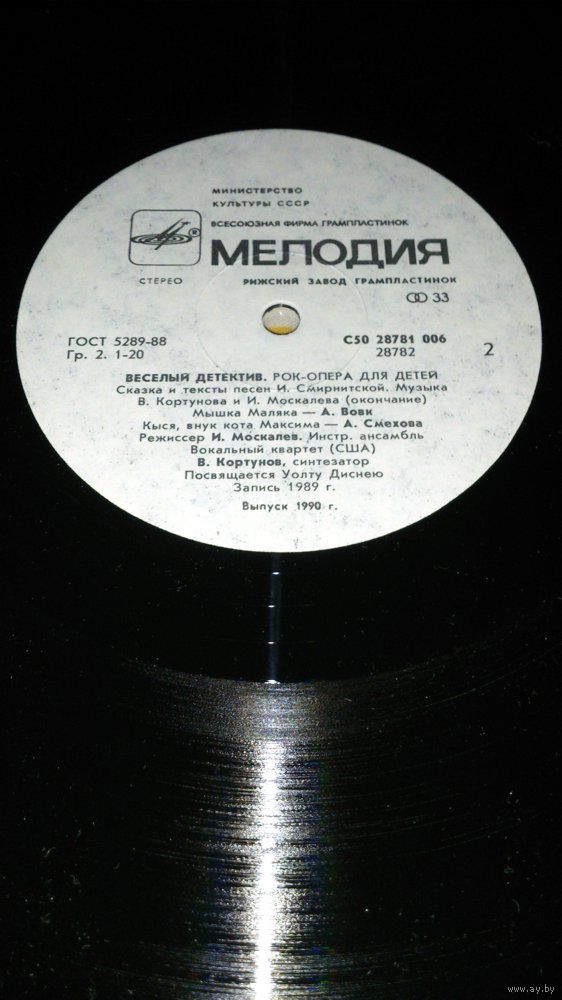 МИНИСТЕРСТВО
КУЛЬТУРЫ СССР
ВСЕСОЮЗНАЯ ФИРМА ГРАМПЛАСТИНОК
®
МЕЛОДИЯ
СТЕРЕО
РИЖСКИЙ ЗАВОД ГРАМПЛАСТИНОК
33
ГОСТ 5289-88
С50 28781 006
Гр. 2. 1-20
28782
2
ВЕСЕЛЫЙ ДЕТЕКТИВ. РОК-ОПЕРА ДЛЯ ДЕТЕЙ
Сказка и тексты песен И. Смирнитской. Музыка
В. Кортунова и И. Москалева (окончание)
Мышка Маляка — А. Вови
Кыся, внук кота Максима — А. Смехова
Режиссер И. Москалев. Инстр. ансамбль
Вокальный квартет (США)
В. Кортунов, синтезатор
Посвящается Уолту Диснею
Запись 1989 г.
Выпуск 1990 г.
www.ay.by